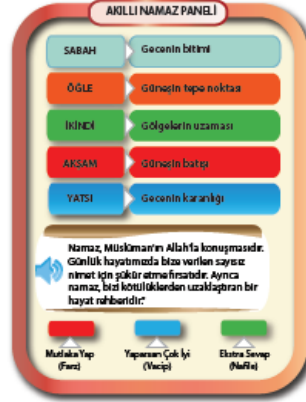 AKILLI NAMAZ PANELİ
SABAH Gecenin bitimi
ÖĞLE Güneşin tepe noktası
İKİNDİ Gölgelerin uzaması
AKŞAM Güneşin batışı
YATSI Gecenin karanlığı
Namaz, Müslüman'ın Allah'la konuşmasıdır.
Günlük hayatımızda bize verilen sayısız
nimet için şükür etme fırsatıdır. Ayrıca
namaz, bizi kötülüklerden uzaklaştıran bir
hayat rehberidir."
Mutlaka Yap Yaparsan Çok İyi Ekstra Sevap
(Farz) (Vacip) (Nafile)